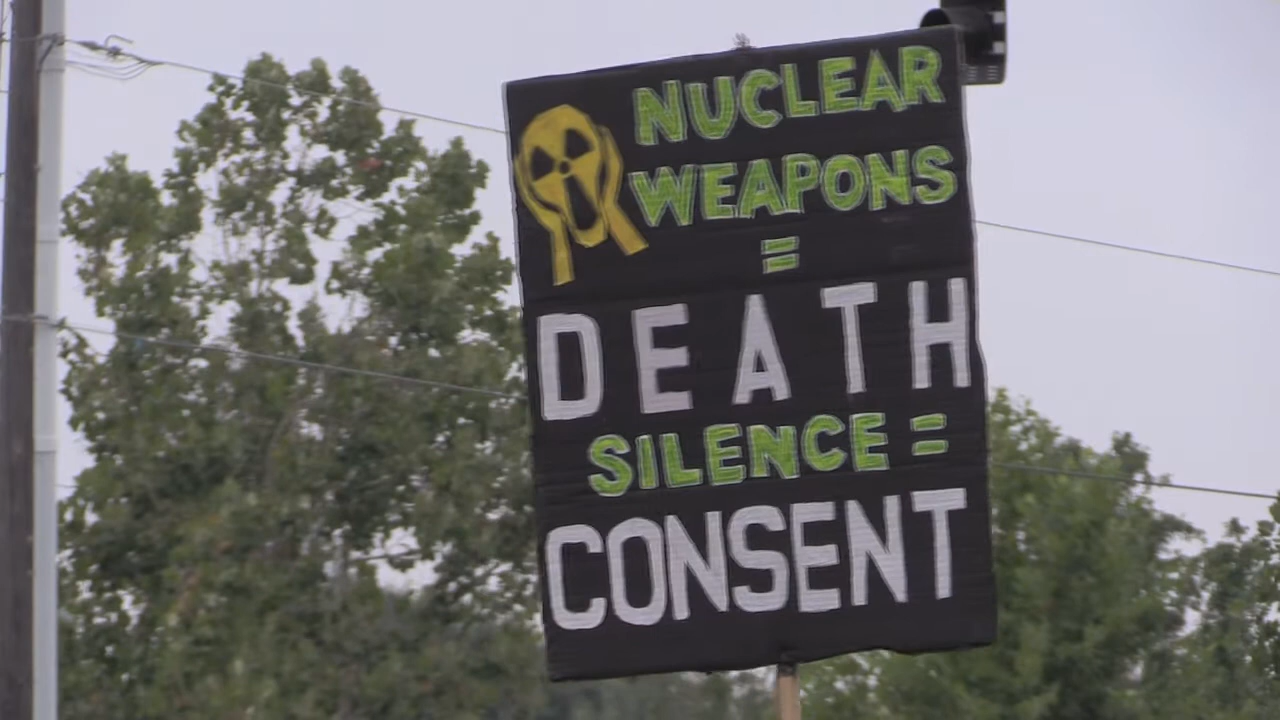 NUCLEAR
WEAPONS
=
DEATH
SILENCE =
CONSENT